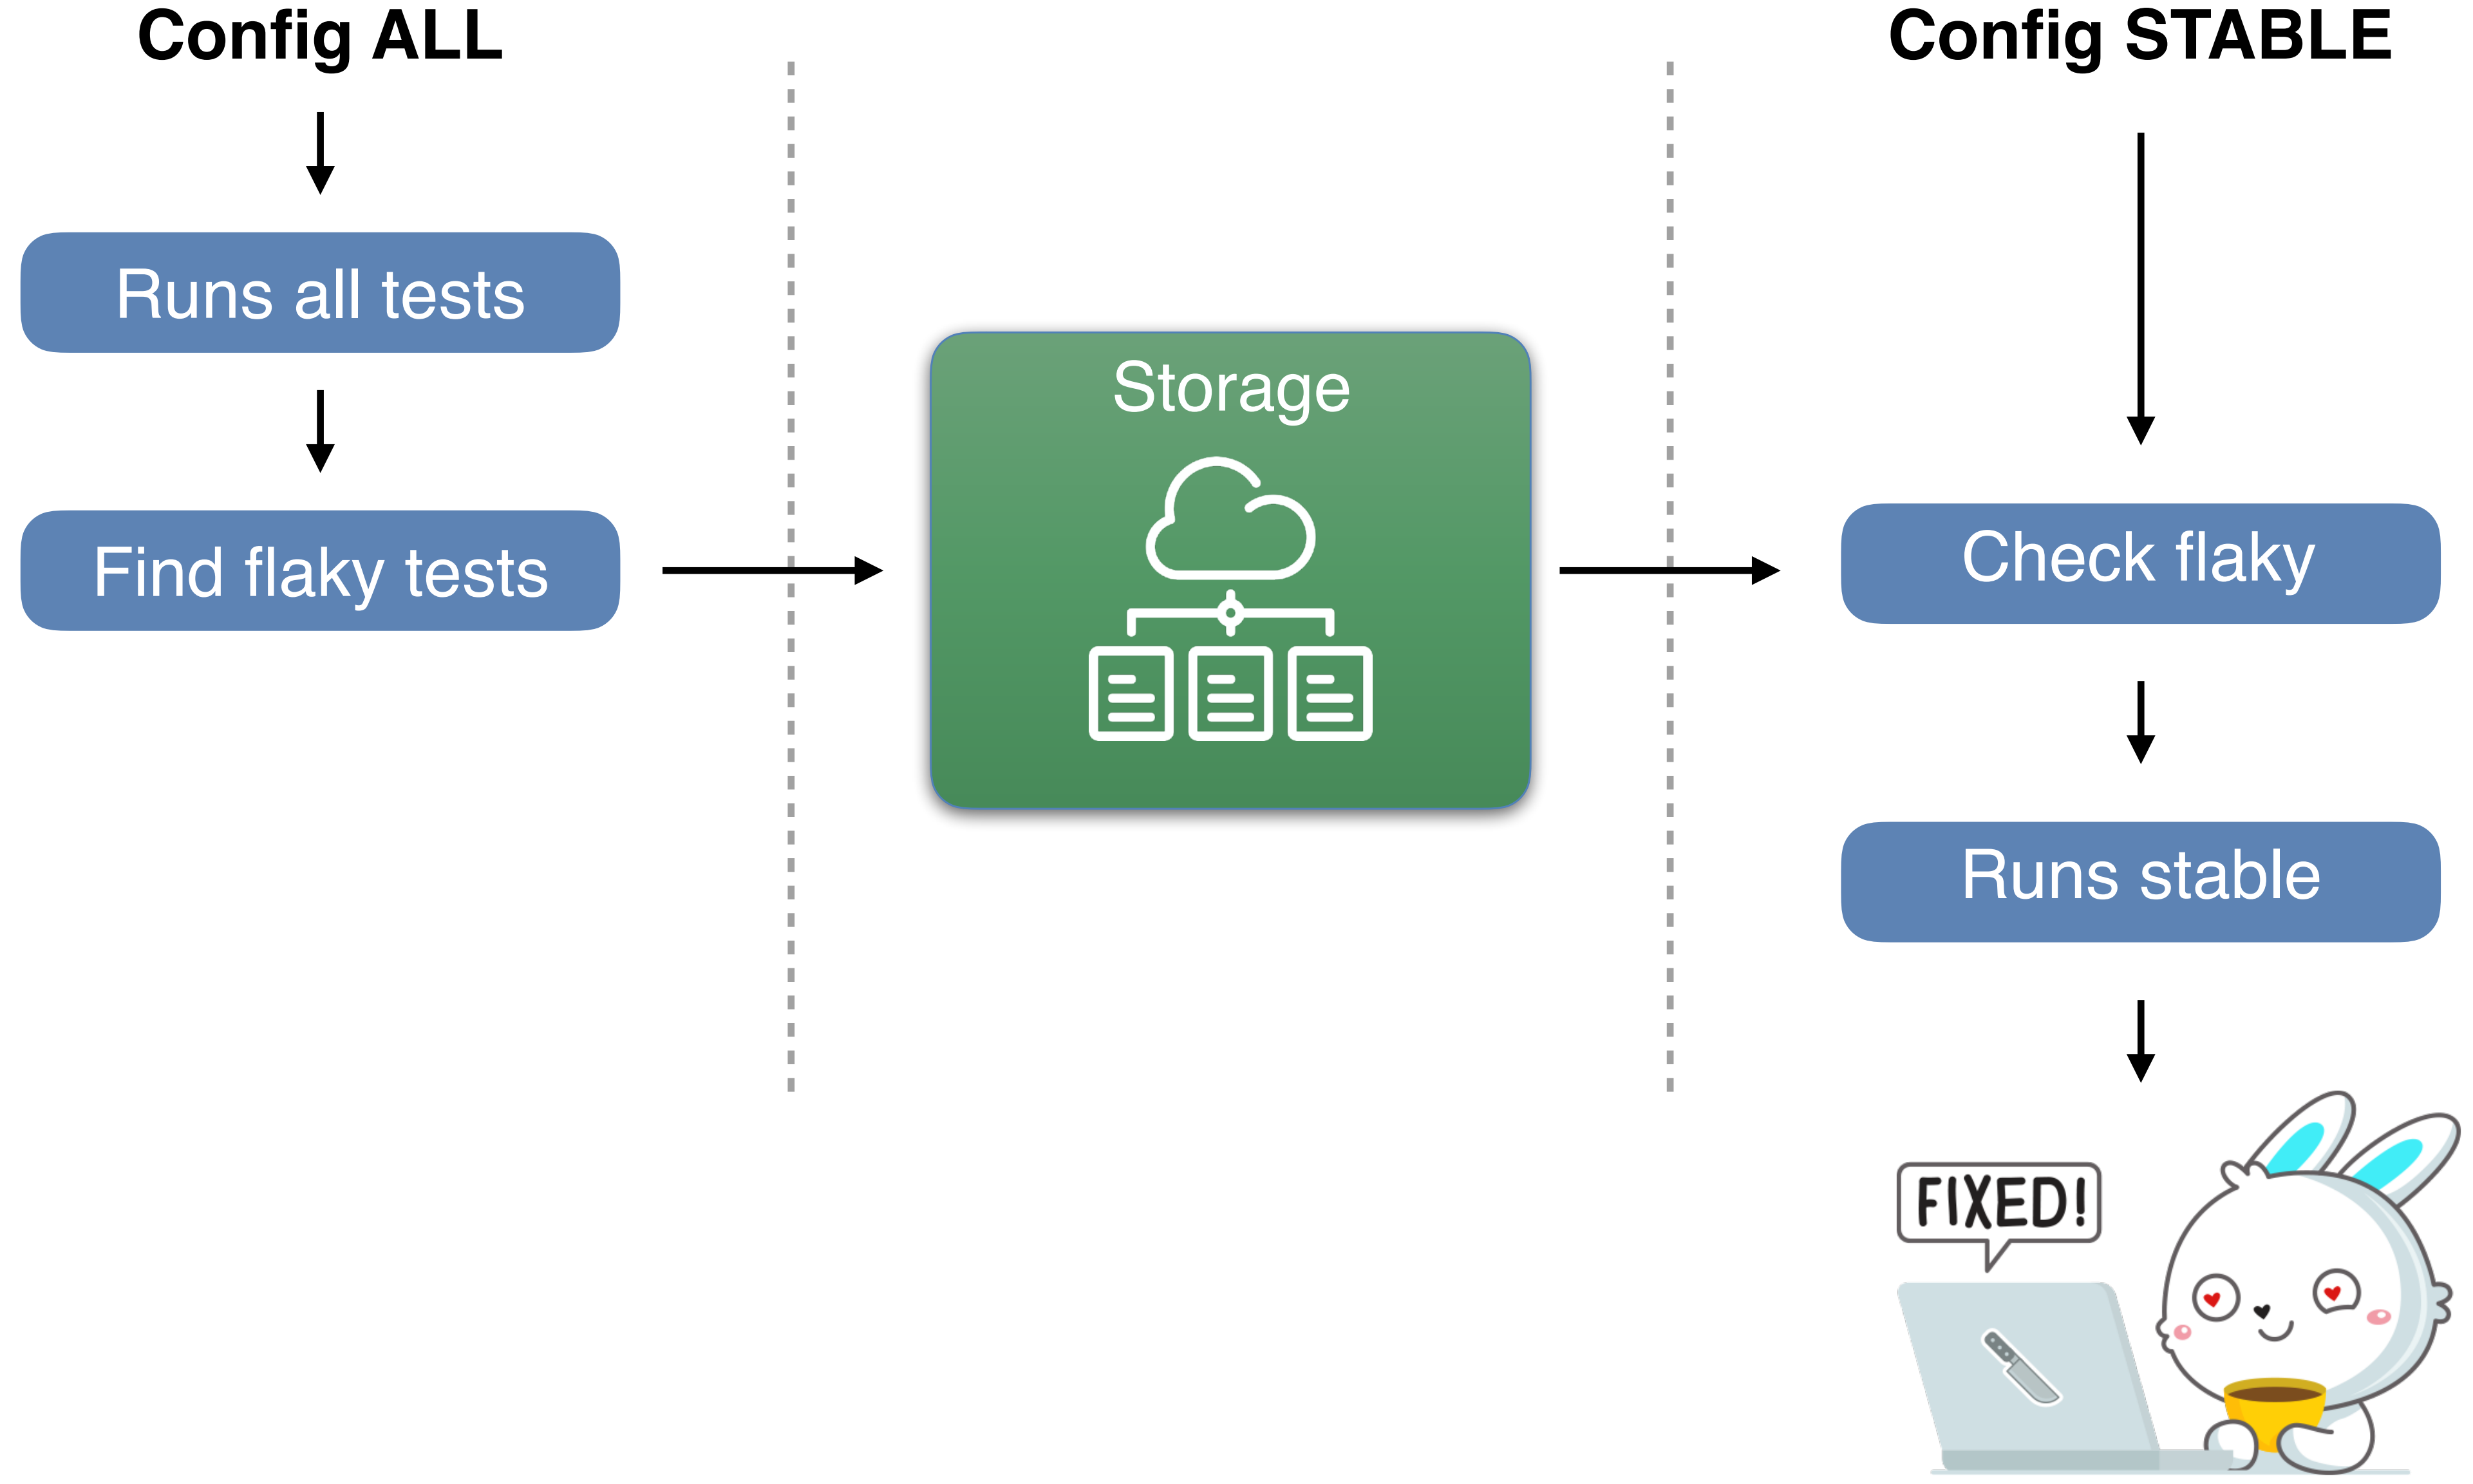 Config ALL
Runs all tests
Find flaky tests
Storage
Config STABLE
Check flaky
Runs stable
FIXED!